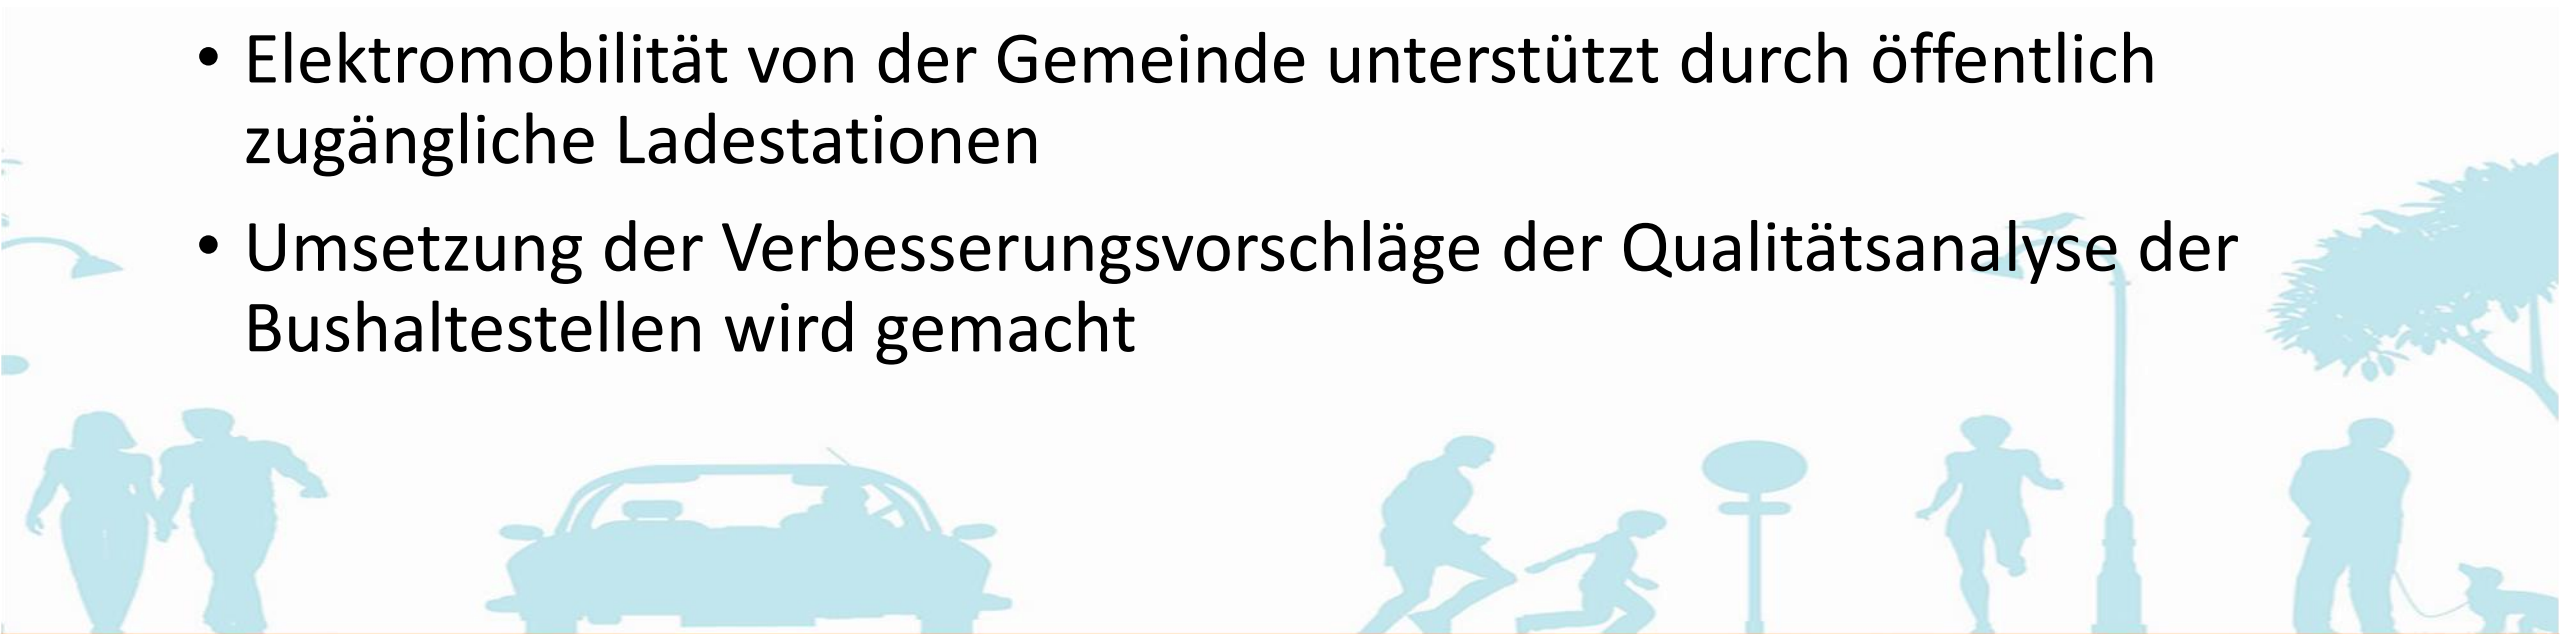 • Elektromobilität von der Gemeinde unterstützt durch öffentlich
zugängliche Ladestationen
• Umsetzung der Verbesserungsvorschläge der Qualitätsanalyse der
Bushaltestellen wird gemacht